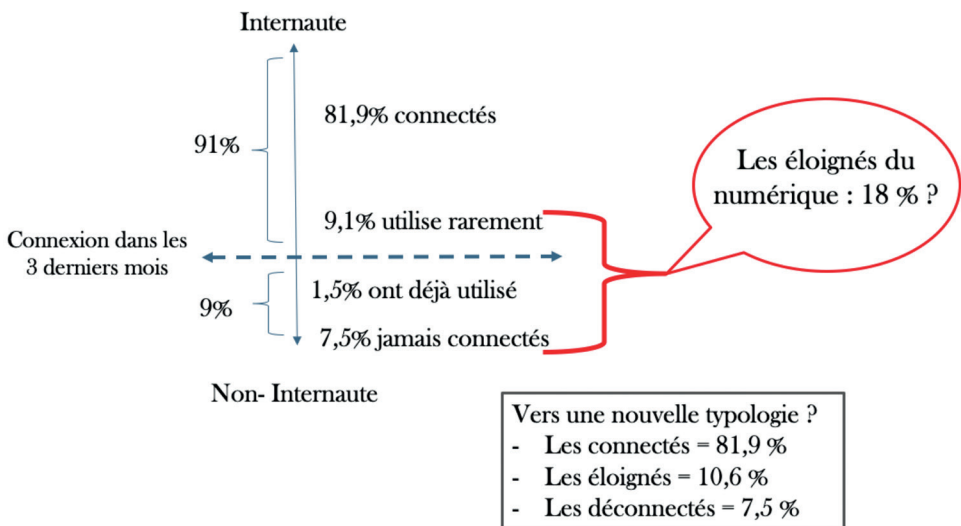 Internaute
81,9% connectés
91%
Les éloignés du
numérique : 18 % ?
9,1% utilise rarement
Connexion dans les
3 derniers mois
1,5% ont déjà utilisé
9%
7,5% jamais connectés
Non- Internaute
Vers une nouvelle typologie ?
- Les connectés = 81,9 %
- Les éloignés = 10,6 %
- Les déconnectés = 7,5 %